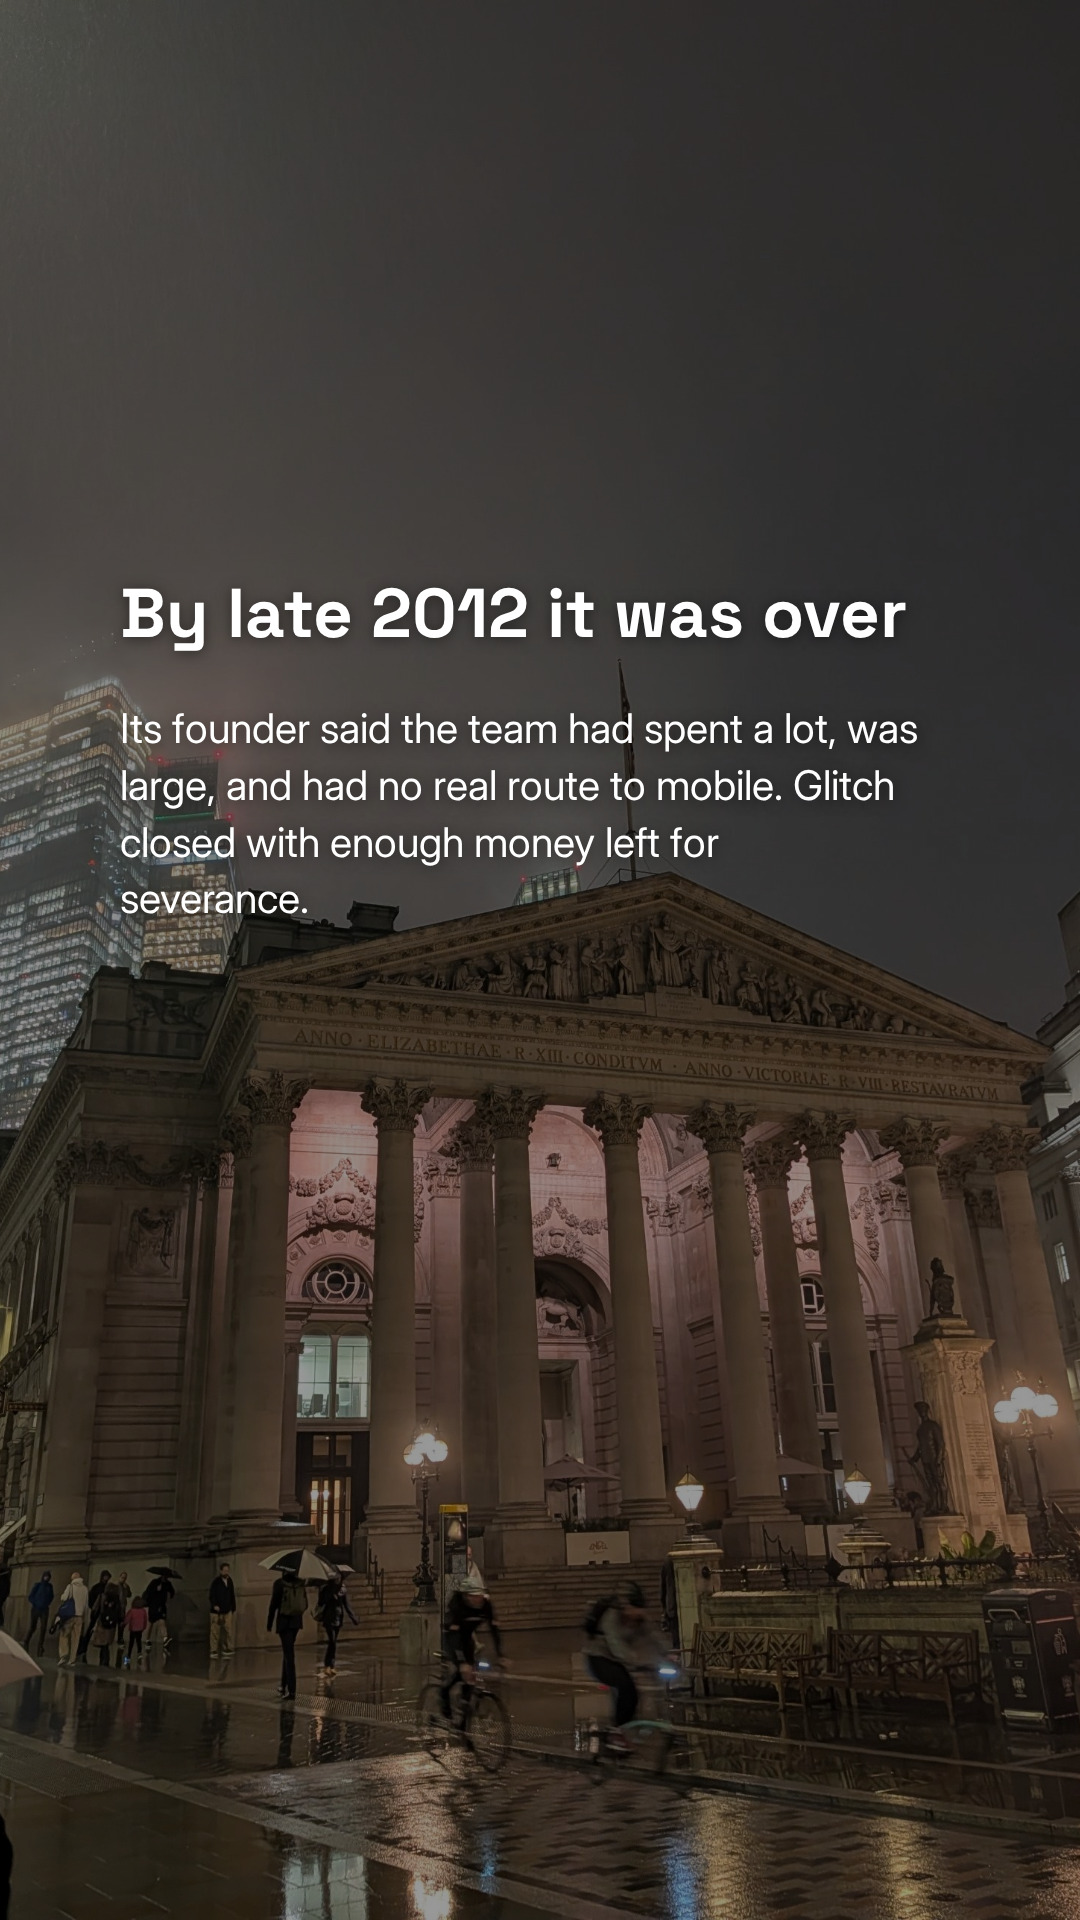 By late 2012 it was over
Its founder said the team had spent a lot, was
large, and had no real route to mobile. Glitch
closed with enough money left for
severance.
ANNO · ELIZABETHAE · R · XIII · CONDITVM · ANNO · VICTORIAE · R · VIII · RESTAVRATVM